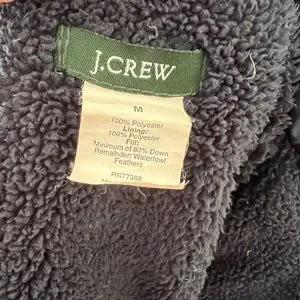 J.CREW
M
100% Polyester
Lining:
100% Polyester
Fill:
Minimum of 80% Down
Remainder: Waterfowl
Feathers
RN77388